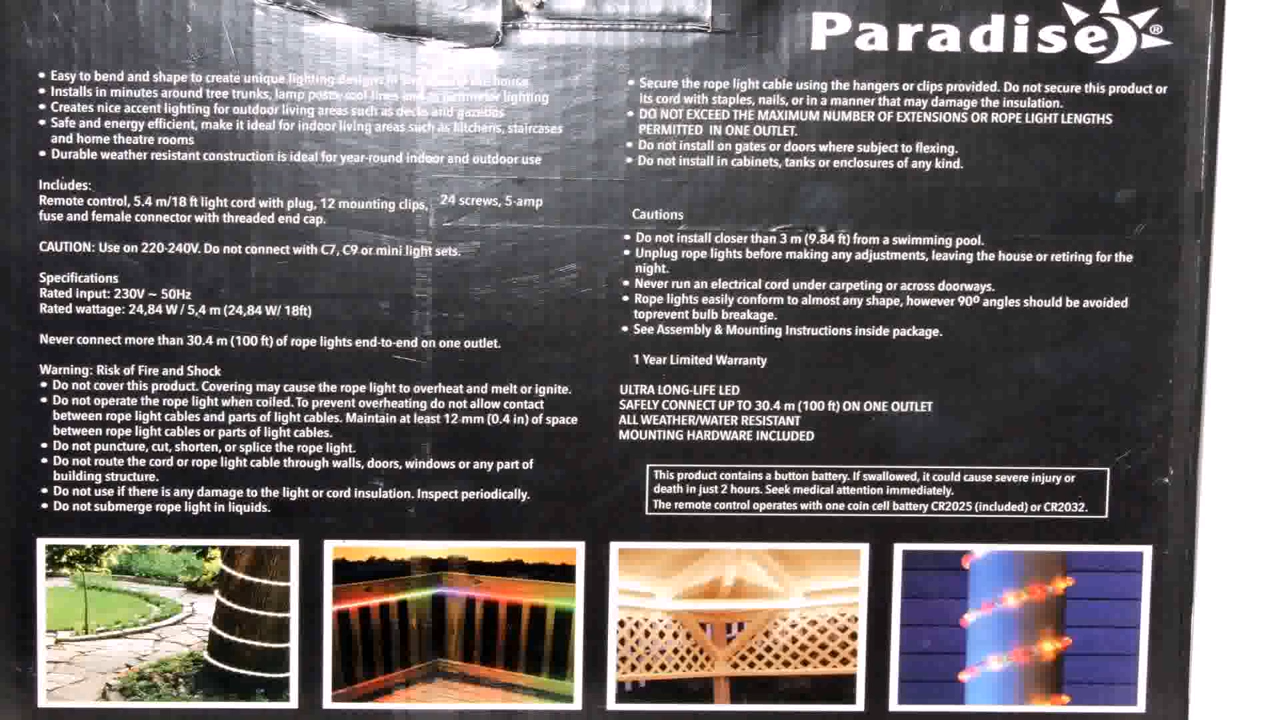 Paradise®
• Easy to bend and shape to create unique lighting designs in and around the house
• Installs in minutes around tree trunks, lamp posts, roof lines and perimeter lighting
• Creates nice accent lighting for outdoor living areas such as decks and gazebos
• Safe and energy efficient, make it ideal for indoor living areas such as kitchens, staircases
and home theatre rooms
• Durable weather resistant construction is ideal for year-round indoor and outdoor use
Includes:
Remote control, 5.4 m/18 ft light cord with plug, 12 mounting clips, 24 screws, 5-amp
fuse and female connector with threaded end cap.
CAUTION: Use on 220-240V. Do not connect with C7, C9 or mini light sets.
Specifications
Rated input: 230V ~ 50Hz
Rated wattage: 24,84 W / 5,4 m (24,84 W/ 18ft)
Never connect more than 30.4 m (100 ft) of rope lights end-to-end on one outlet.
Warning: Risk of Fire and Shock
• Do not cover this product. Covering may cause the rope light to overheat and melt or ignite.
• Do not operate the rope light when coiled. To prevent overheating do not allow contact
between rope light cables and parts of light cables. Maintain at least 12 mm (0.4 in) of space
between rope light cables or parts of light cables.
• Do not puncture, cut, shorten, or splice the rope light.
• Do not route the cord or rope light cable through walls, doors, windows or any part of
building structure.
• Do not use if there is any damage to the light or cord insulation. Inspect periodically.
• Do not submerge rope light in liquids.
• Secure the rope light cable using the hangers or clips provided. Do not secure this product or
its cord with staples, nails, or in a manner that may damage the insulation.
• DO NOT EXCEED THE MAXIMUM NUMBER OF EXTENSIONS OR ROPE LIGHT LENGTHS
PERMITTED IN ONE OUTLET.
• Do not install on gates or doors where subject to flexing.
• Do not install in cabinets, tanks or enclosures of any kind.
Cautions
• Do not install closer than 3 m (9.84 ft) from a swimming pool.
• Unplug rope lights before making any adjustments, leaving the house or retiring for the
night.
• Never run an electrical cord under carpeting or across doorways.
• Rope lights easily conform to almost any shape, however 90º angles should be avoided
toprevent bulb breakage.
• See Assembly & Mounting Instructions inside package.
1 Year Limited Warranty
ULTRA LONG-LIFE LED
SAFELY CONNECT UP TO 30.4 m (100 ft) ON ONE OUTLET
ALL WEATHER/WATER RESISTANT
MOUNTING HARDWARE INCLUDED
This product contains a button battery. If swallowed, it could cause severe injury or
death in just 2 hours. Seek medical attention immediately.
The remote control operates with one coin cell battery CR2025 (included) or CR2032.